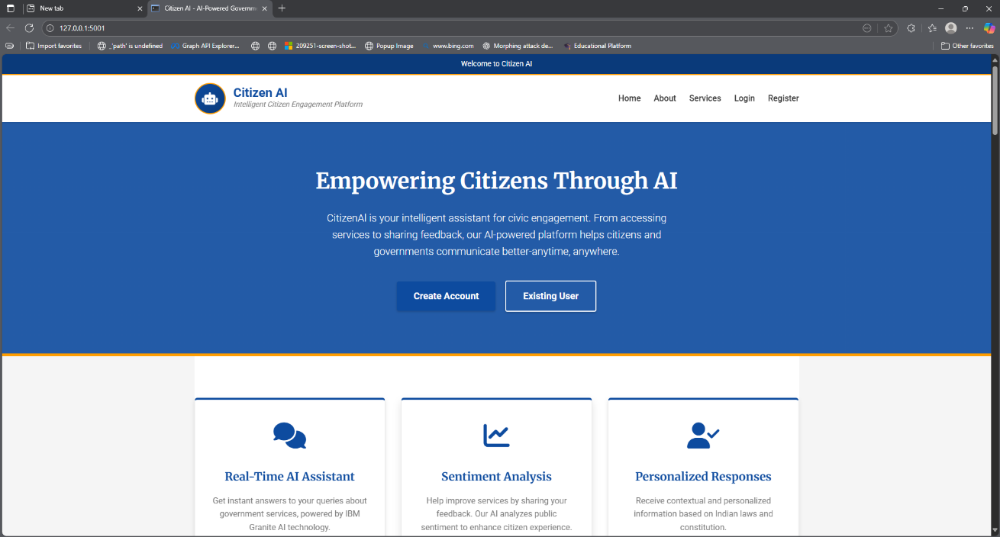 New tab
Citizen AI - AI-Powered Governm
127.0.0.1:5001
Import favorites
_'path' is undefined
Graph API Explorer...
209251-screen-shot...
Popup Image
www.bing.com
Morphing attack de...
Educational Platform
Other favorites
Welcome to Citizen AI
Citizen AI
Intelligent Citizen Engagement Platform
Home
About
Services
Login
Register
Empowering Citizens Through AI
CitizenAI is your intelligent assistant for civic engagement. From accessing
services to sharing feedback, our AI-powered platform helps citizens and
governments communicate better-anytime, anywhere.
Create Account
Existing User
Real-Time AI Assistant
Get instant answers to your queries about
government services, powered by IBM
Granite AI technology.
Sentiment Analysis
Help improve services by sharing your
feedback. Our AI analyzes public
sentiment to enhance citizen experience.
Personalized Responses
Receive contextual and personalized
information based on Indian laws and
constitution.